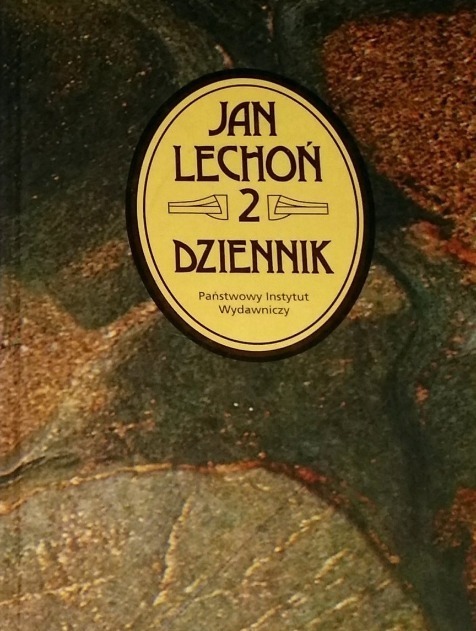 JAN
LECHOŃ
2
DZIENNIK
Państwowy Instytut
Wydawniczy